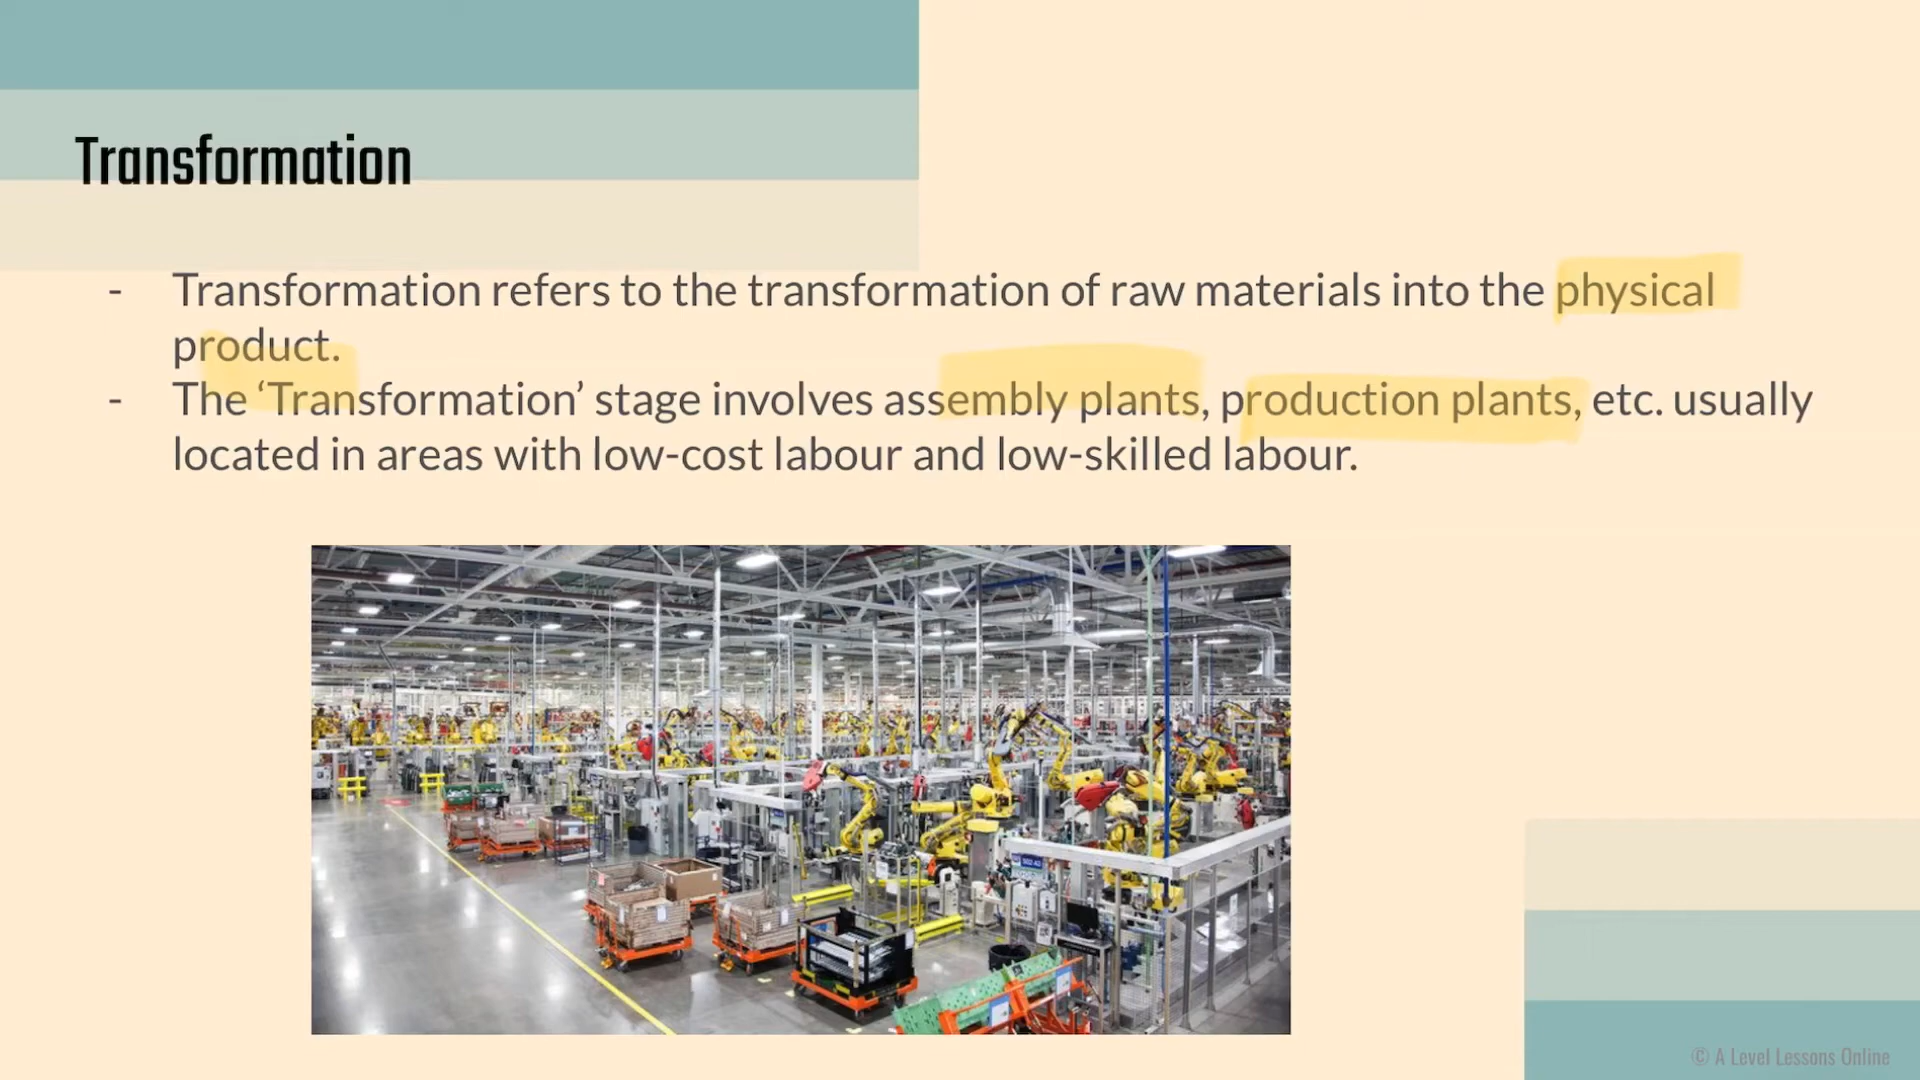 Transformation
- Transformation refers to the transformation of raw materials into the physical
product.
- The ‘Transformation’ stage involves assembly plants, production plants, etc. usually
located in areas with low-cost labour and low-skilled labour.
© A Level Lessons Online